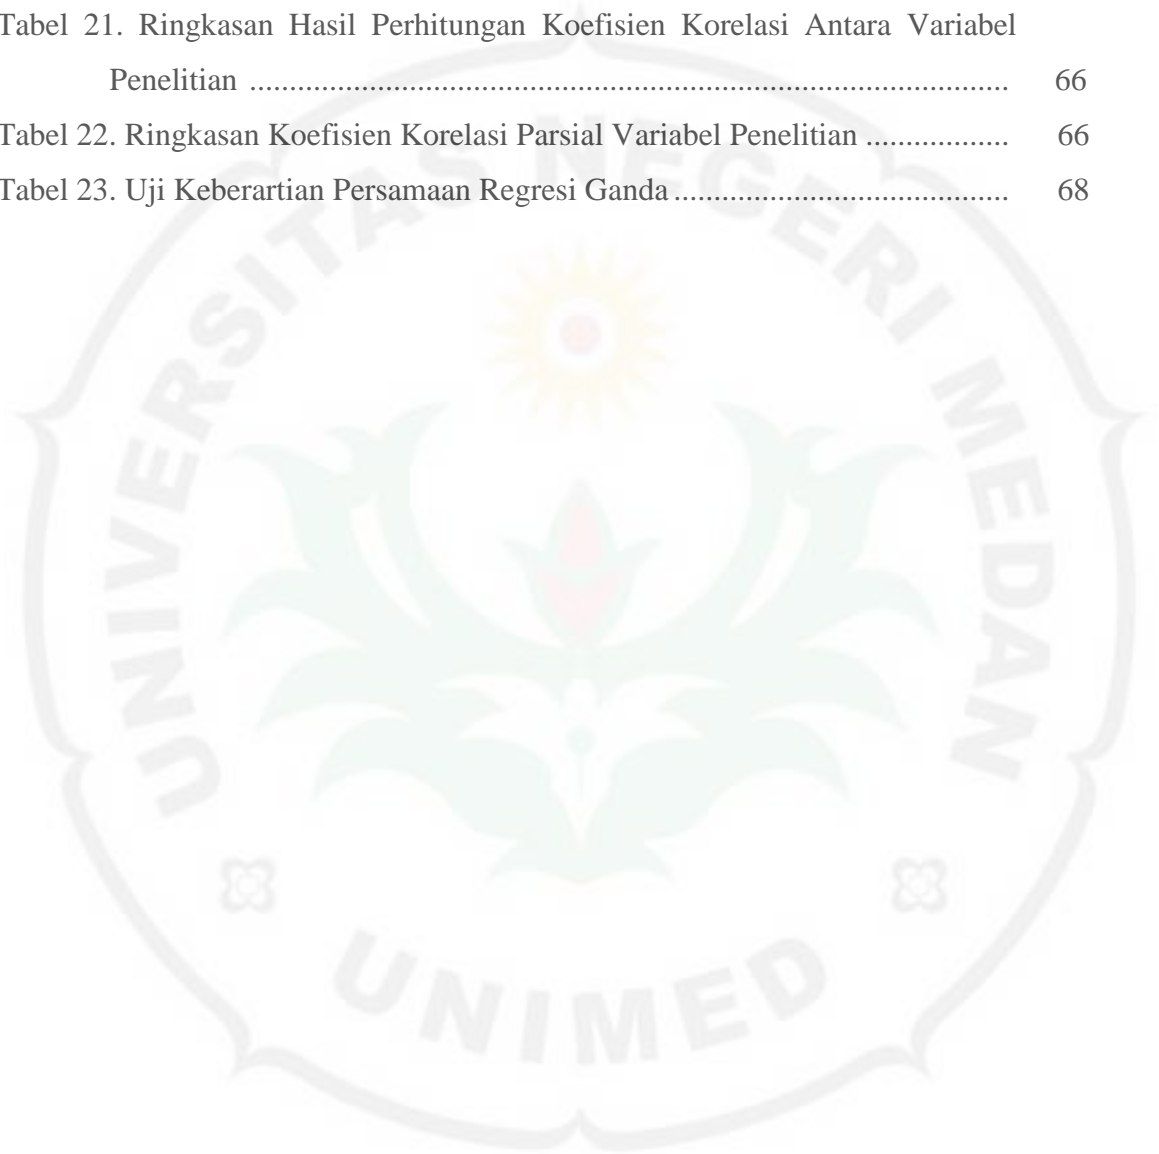 Tabel 21. Ringkasan Hasil Perhitungan Koefisien Korelasi Antara Variabel
Penelitian ............................................................................................... 66
Tabel 22. Ringkasan Koefisien Korelasi Parsial Variabel Penelitian .................. 66
Tabel 23. Uji Keberartian Persamaan Regresi Ganda .......................................... 68
UNIVERSITAS NEGERI MEDAN
UNIMED